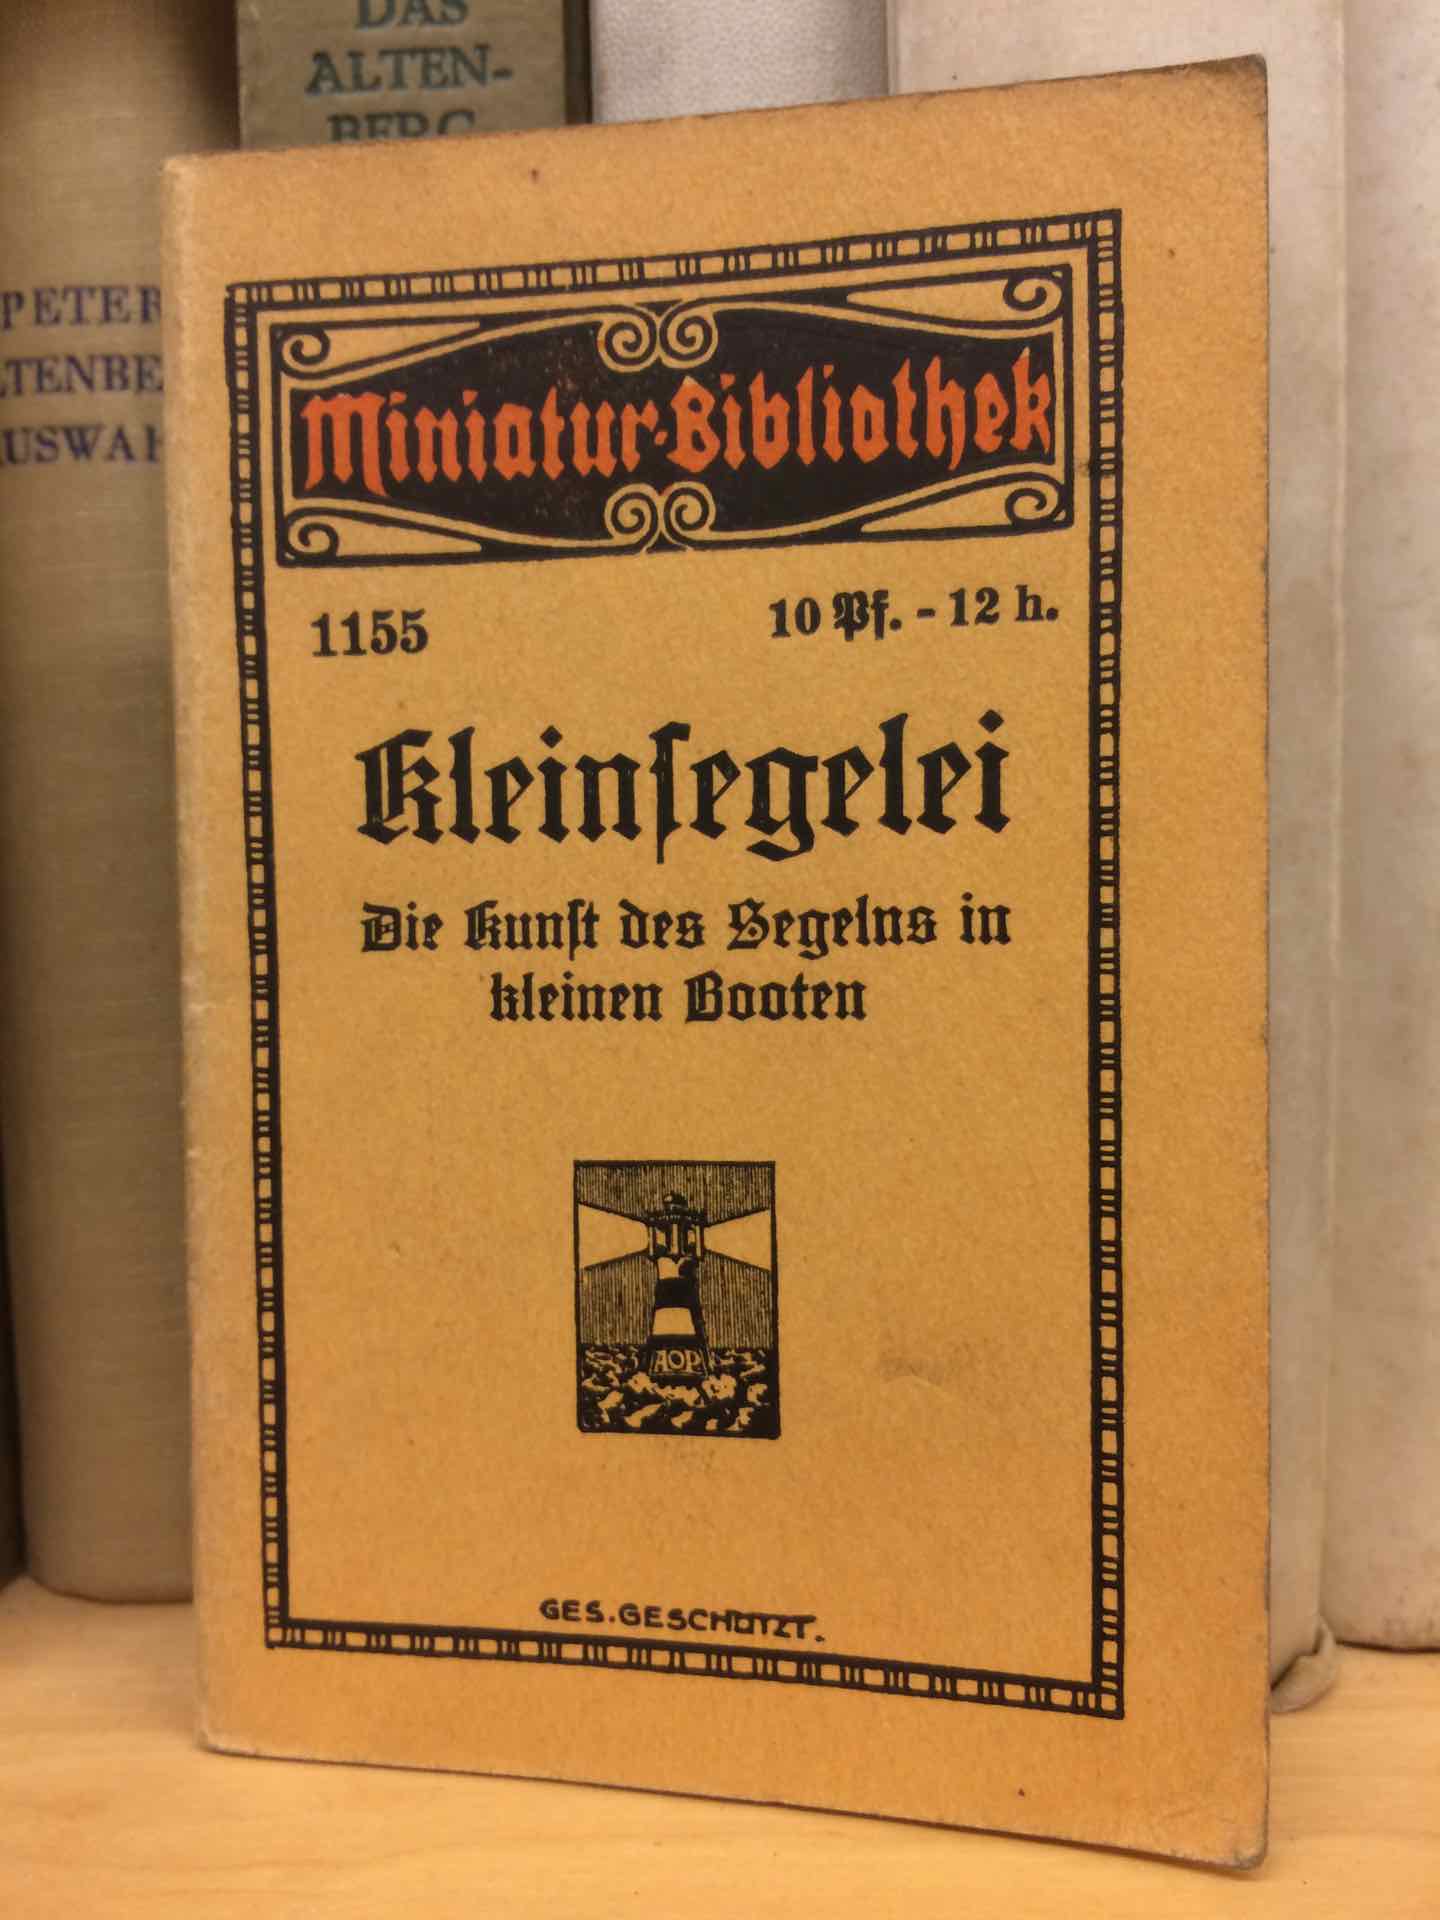 DAS
ALTEN-
BERG
PETER
AUSWAH
Miniatur-Bibliothek
1155
10 Pf. - 12 h.
Kleinsegelei
Die Kunst des Segelns in
kleinen Booten
AOP.
GES. GESCHÜTZT.